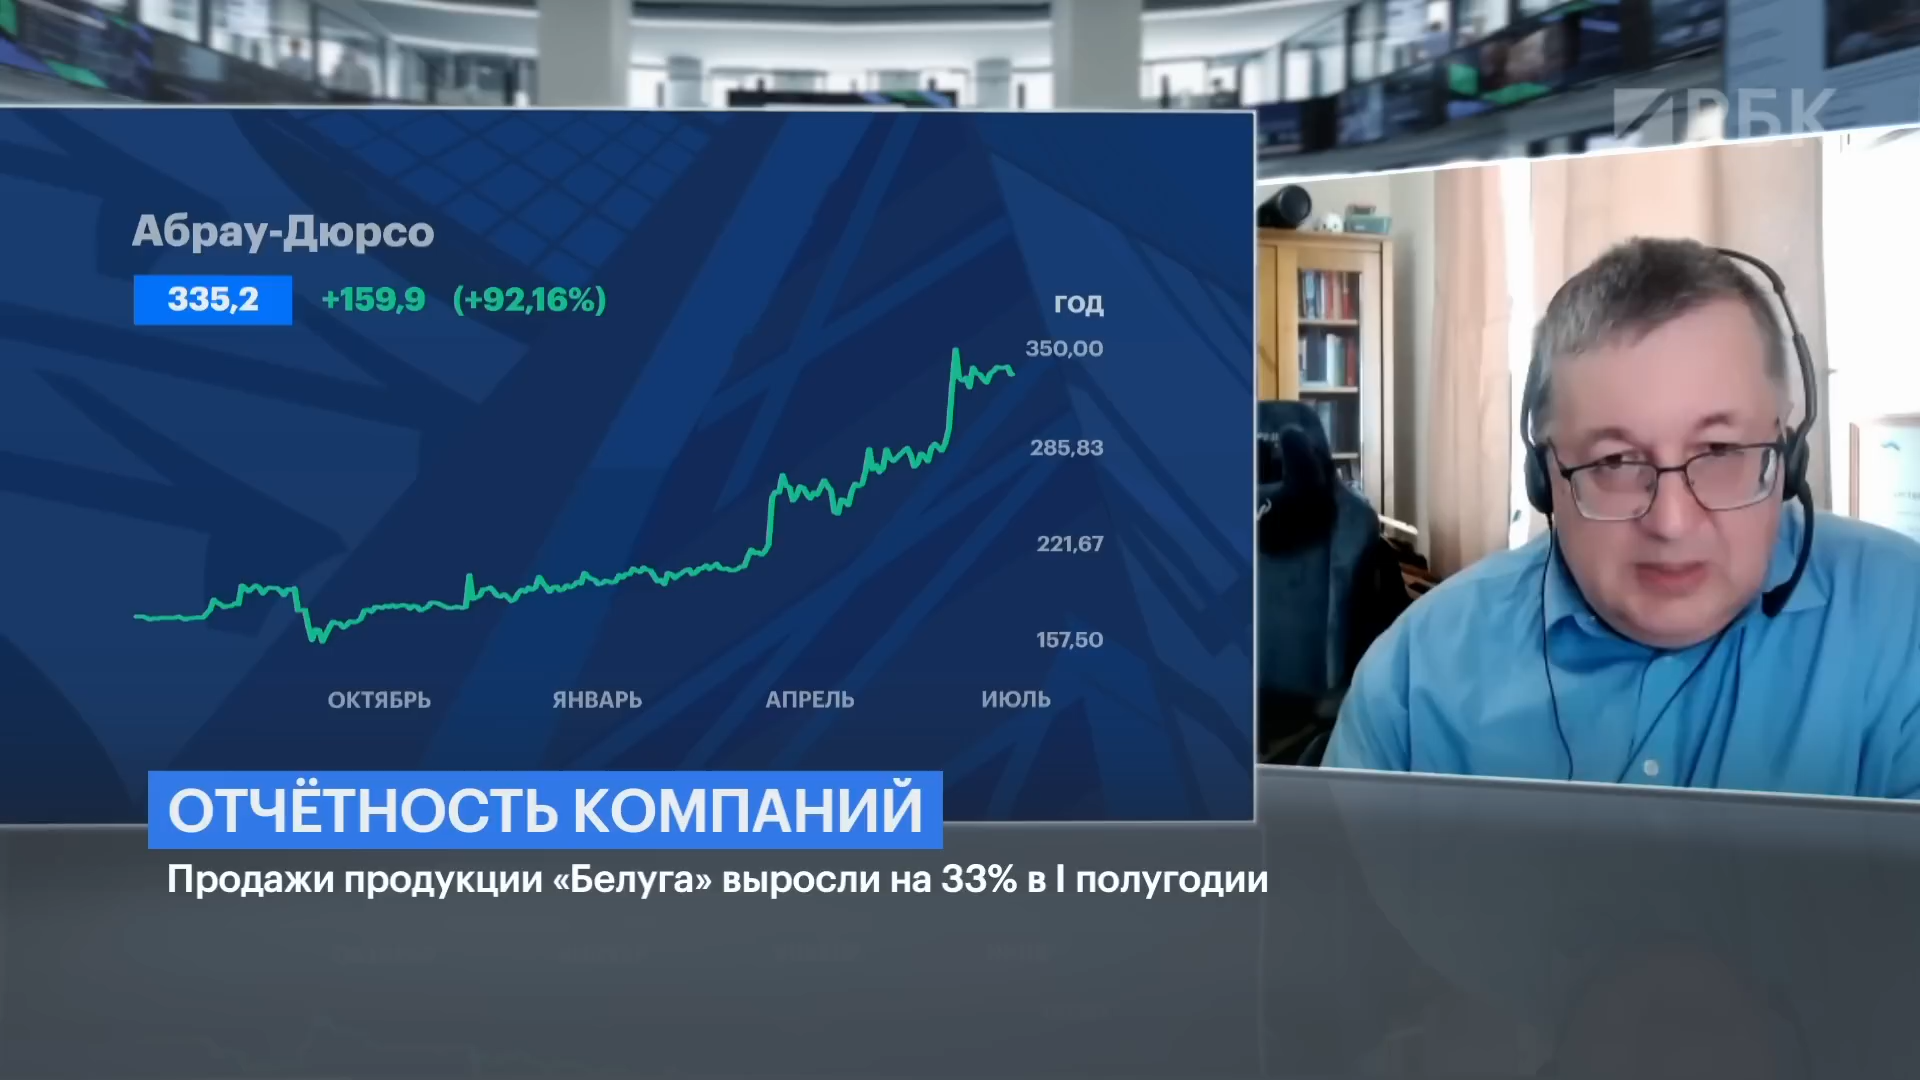 РБК
Абрау-Дюрсо
335,2 +159,9 (+92,16%)
ГОД
350,00
285,83
221,67
157,50
ОКТЯБРЬ ЯНВАРЬ АПРЕЛЬ ИЮЛЬ
ОТЧЁТНОСТЬ КОМПАНИЙ
Продажи продукции «Белуга» выросли на 33% в I полугодии